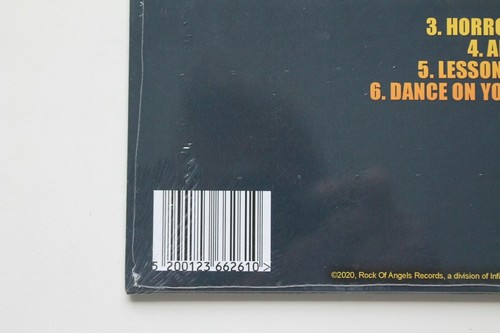 3. HORRO
4. A
5. LESSON
6. DANCE ON YO
5 200123 662610 >
©2020, Rock Of Angels Records, a division of Infi